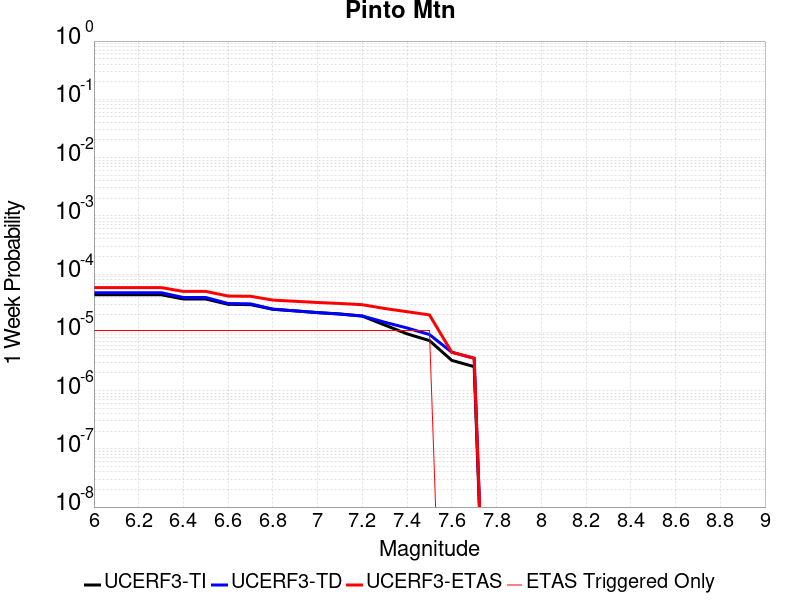 Pinto Mtn
1 Week Probability
10^0
10^-1
10^-2
10^-3
10^-4
10^-5
10^-6
10^-7
10^-8
6 6.2 6.4 6.6 6.8 7 7.2 7.4 7.6 7.8 8 8.2 8.4 8.6 8.8 9
Magnitude
UCERF3-TI UCERF3-TD UCERF3-ETAS ETAS Triggered Only